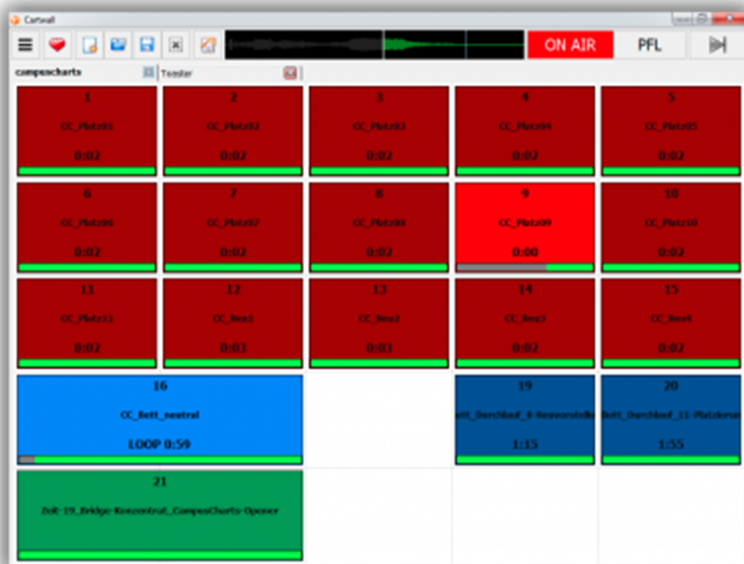 Cartwall
ON AIR PFL
campuscharts Toaster
1 2 3 4 5
CC_Platz01 CC_Platz02 CC_Platz03 CC_Platz04 CC_Platz05
0:02 0:02 0:02 0:02 0:02
6 7 8 9 10
CC_Platz06 CC_Platz07 CC_Platz08 CC_Platz09 CC_Platz10
0:02 0:02 0:02 0:00 0:02
11 12 13 14 15
CC_Platz11 CC_Neu1 CC_Neu2 CC_Neu3 CC_Neu4
0:02 0:03 0:03 0:02 0:02
16 19 20
CC_Bett_neutral
LOOP 0:59 1:15 1:55
21
Zeit-19_Bridge-Konzentrat_CampusCharts-Opener